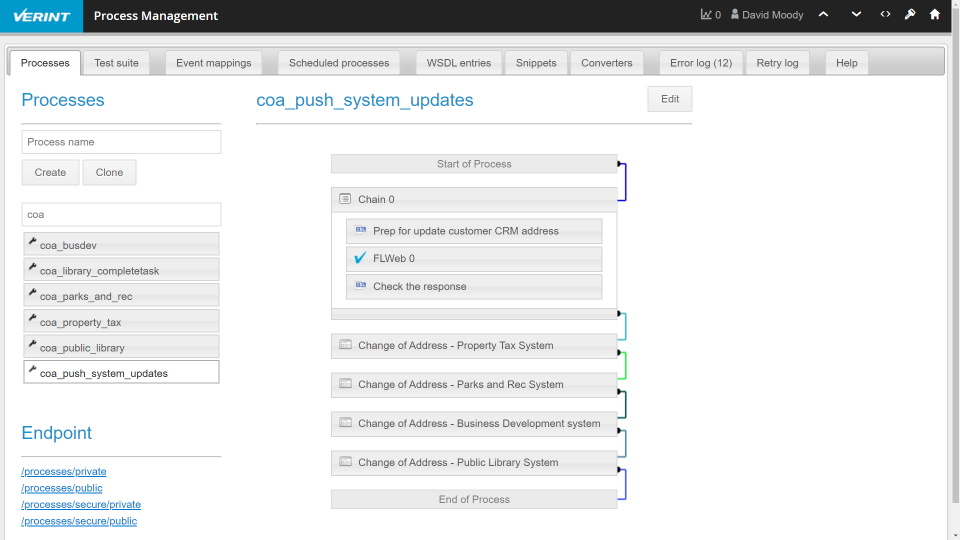 VERINT Process Management
0 David Moody
Processes Test suite Event mappings Scheduled processes WSDL entries Snippets Converters Error log (12) Retry log Help
Processes
Process name
Create Clone
coa
coa_busdev
coa_library_completetask
coa_parks_and_rec
coa_property_tax
coa_public_library
coa_push_system_updates
Endpoint
/processes/private
/processes/public
/processes/secure/private
/processes/secure/public
coa_push_system_updates
Edit
Start of Process
Chain 0
Prep for update customer CRM address
FLWeb 0
Check the response
Change of Address - Property Tax System
Change of Address - Parks and Rec System
Change of Address - Business Development system
Change of Address - Public Library System
End of Process